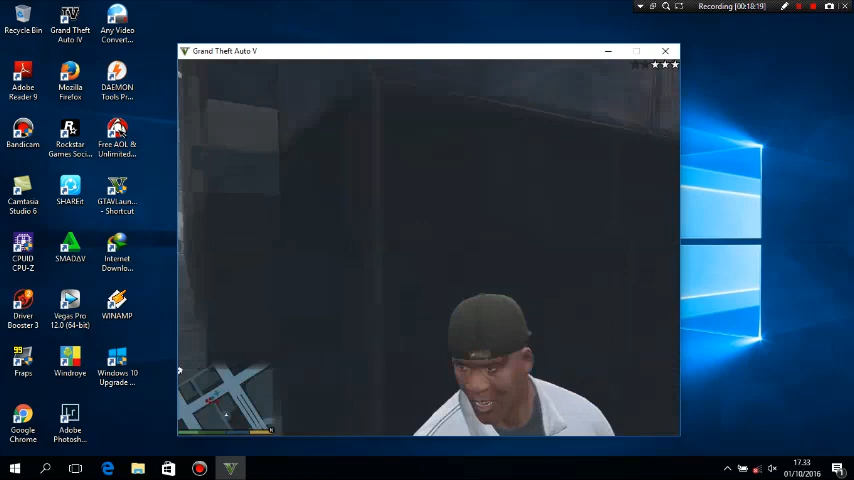 Recording [00:18:19]
Recycle Bin
Grand Theft
Auto IV
Any Video
Convert...
Grand Theft Auto V
Adobe
Reader 9
Mozilla
Firefox
DAEMON
Tools Pr...
Bandicam
Rockstar
Games Soci...
Free AOL &
Unlimited...
Camtasia
Studio 6
SHAREit
GTAVLaun...
- Shortcut
CPUID
CPU-Z
SMADΔV
Internet
Downlo...
Driver
Booster 3
Vegas Pro
12.0 (64-bit)
WINAMP
99
Fraps
Windroye
Windows 10
Upgrade ...
Google
Chrome
Adobe
Photosh...
N
17.33
01/10/2016